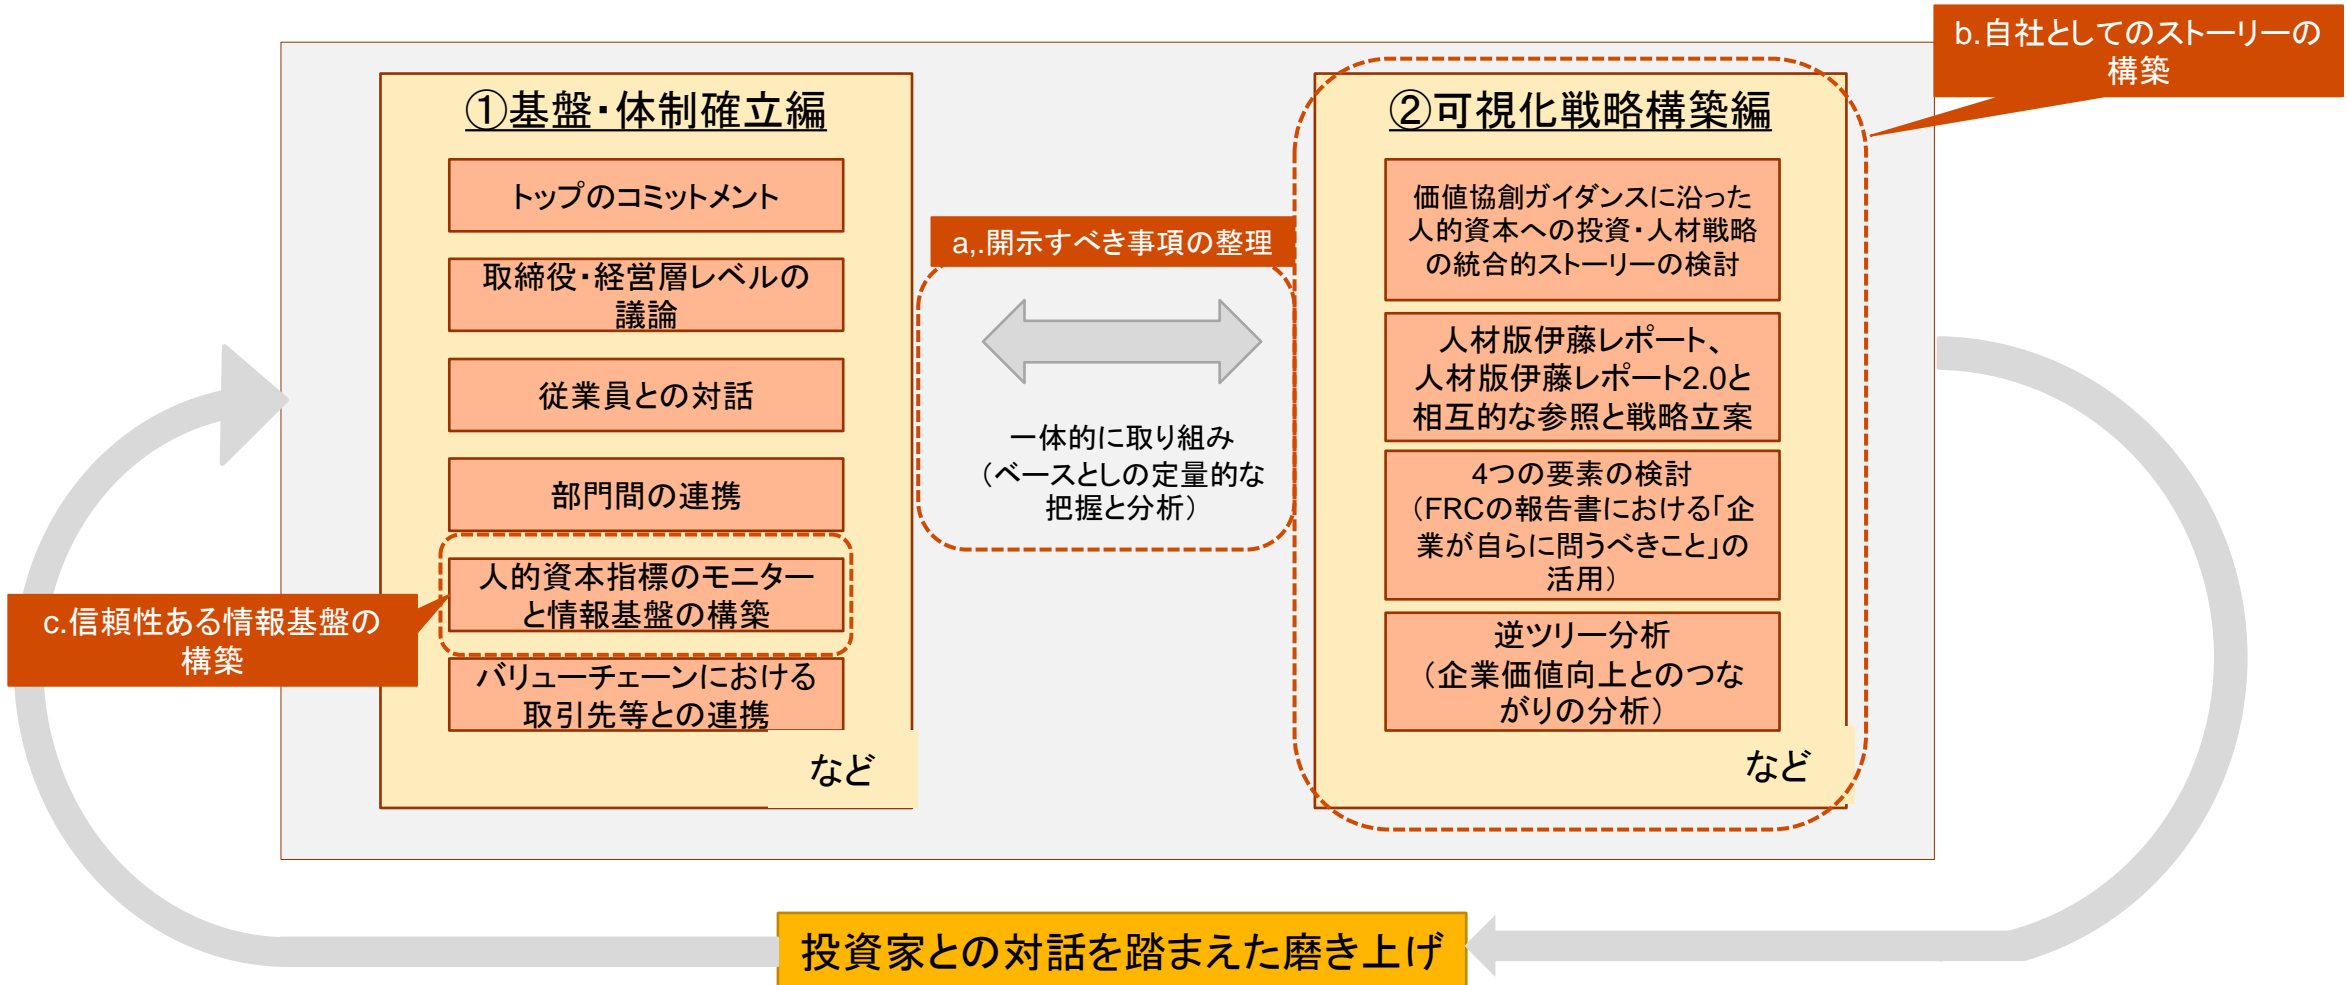 b.自社としてのストーリーの
構築
①基盤・体制確立編
トップのコミットメント
取締役・経営層レベルの
議論
従業員との対話
部門間の連携
人的資本指標のモニター
と情報基盤の構築
バリューチェーンにおける
取引先等との連携
など
c.信頼性ある情報基盤の
構築
a,.開示すべき事項の整理
一体的に取り組み
（ベースとしの定量的な
把握と分析）
②可視化戦略構築編
価値協創ガイダンスに沿った
人的資本への投資・人材戦略
の統合的ストーリーの検討
人材版伊藤レポート、
人材版伊藤レポート2.0と
相互的な参照と戦略立案
4つの要素の検討
（FRCの報告書における「企
業が自らに問うべきこと」の
活用）
逆ツリー分析
（企業価値向上とのつな
がりの分析）
など
投資家との対話を踏まえた磨き上げ